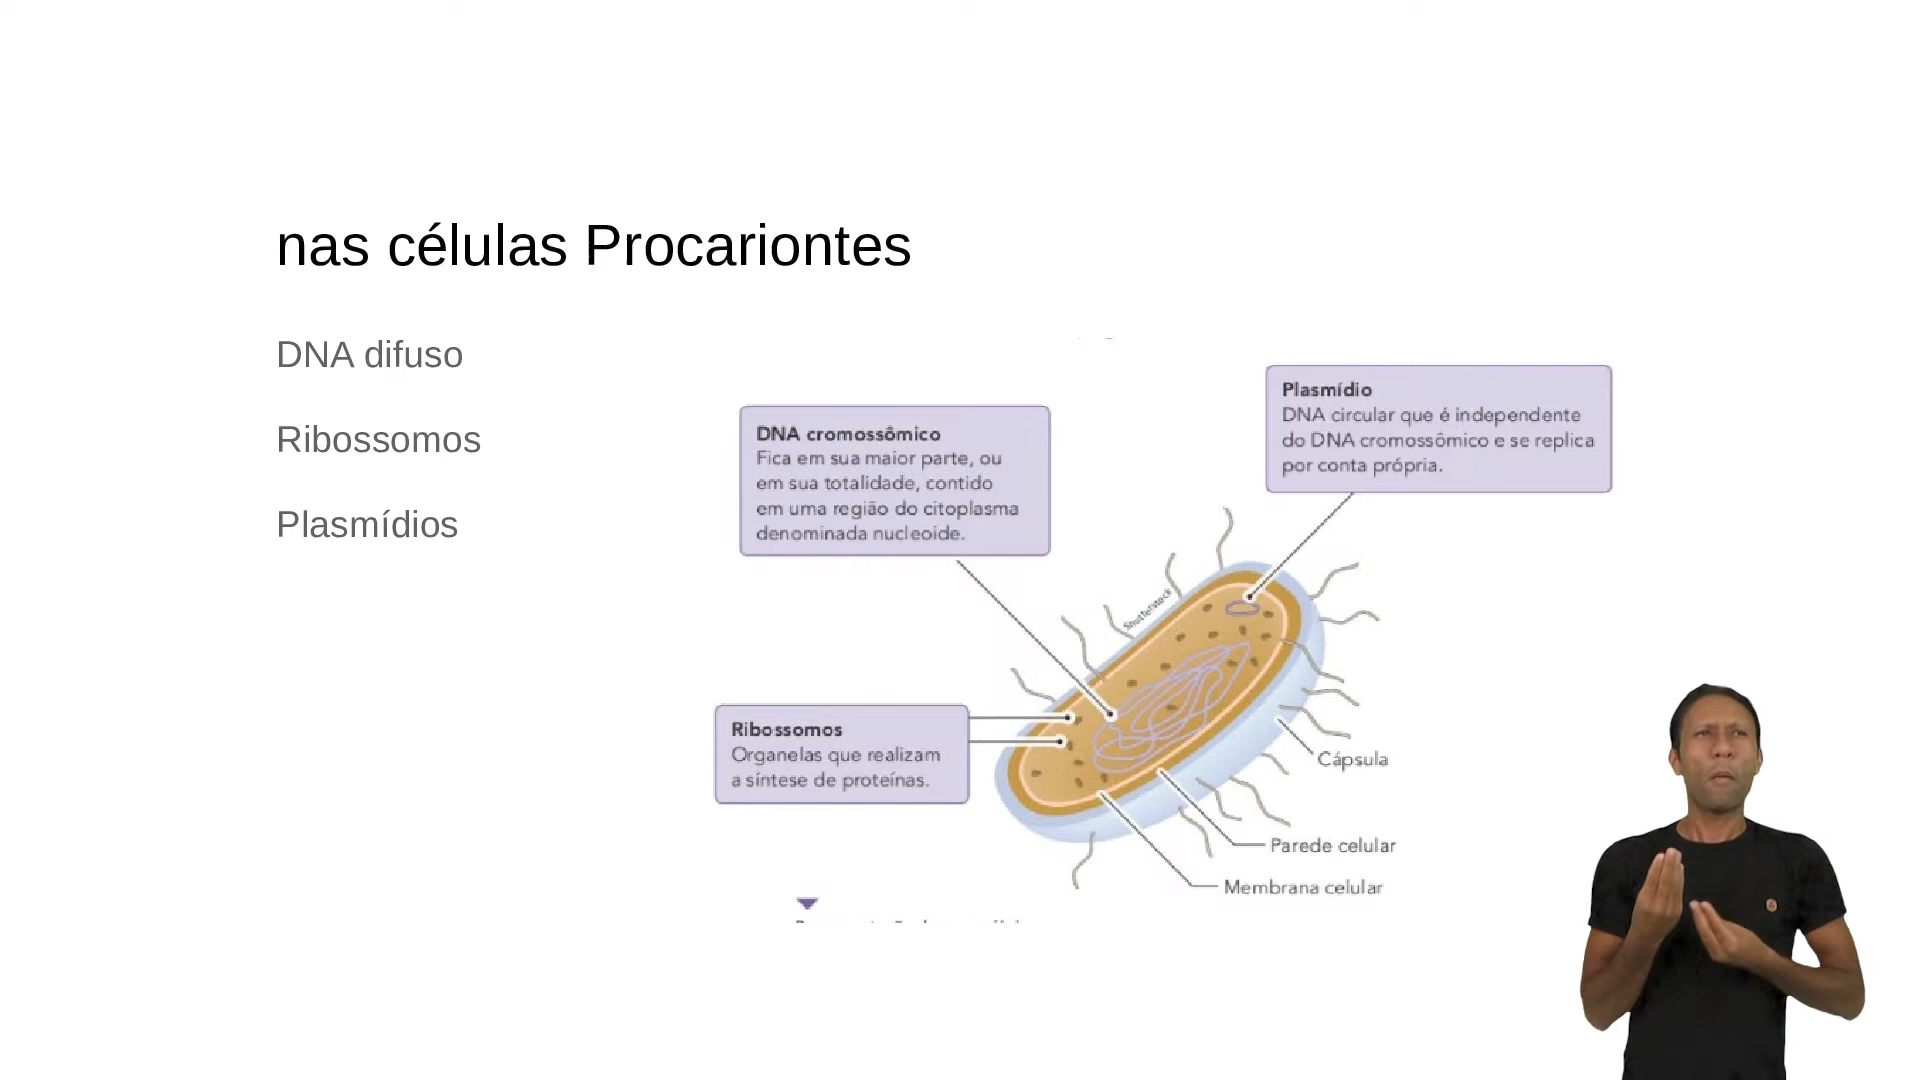 nas células Procariontes
DNA difuso
Ribossomos
Plasmídios
DNA cromossômico
Fica em sua maior parte, ou
em sua totalidade, contido
em uma região do citoplasma
denominada nucleoide.
Plasmídio
DNA circular que é independente
do DNA cromossômico e se replica
por conta própria.
Shutterstock
Ribossomos
Organelas que realizam
a síntese de proteínas.
Cápsula
Parede celular
Membrana celular